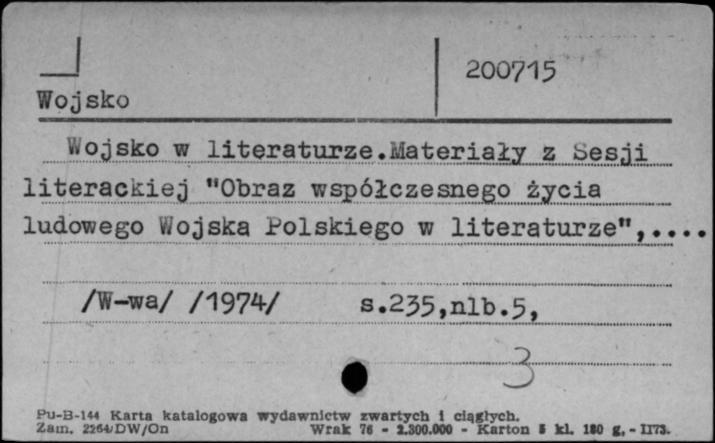 200715
Wojsko
Wojsko w literaturze.Materiały z Sesji
literackiej "Obraz współczesnego życia
ludowego Wojska Polskiego w literaturze",....
/W-wa/ /1974/ s.235,nlb.5,
3
Pu-B-144 Karta katalogowa wydawnictw zwartych i ciągłych.
Zam. 2264/DW/On Wrak 76 - 2.300.000 - Karton 5 kl. 180 g. - II73.